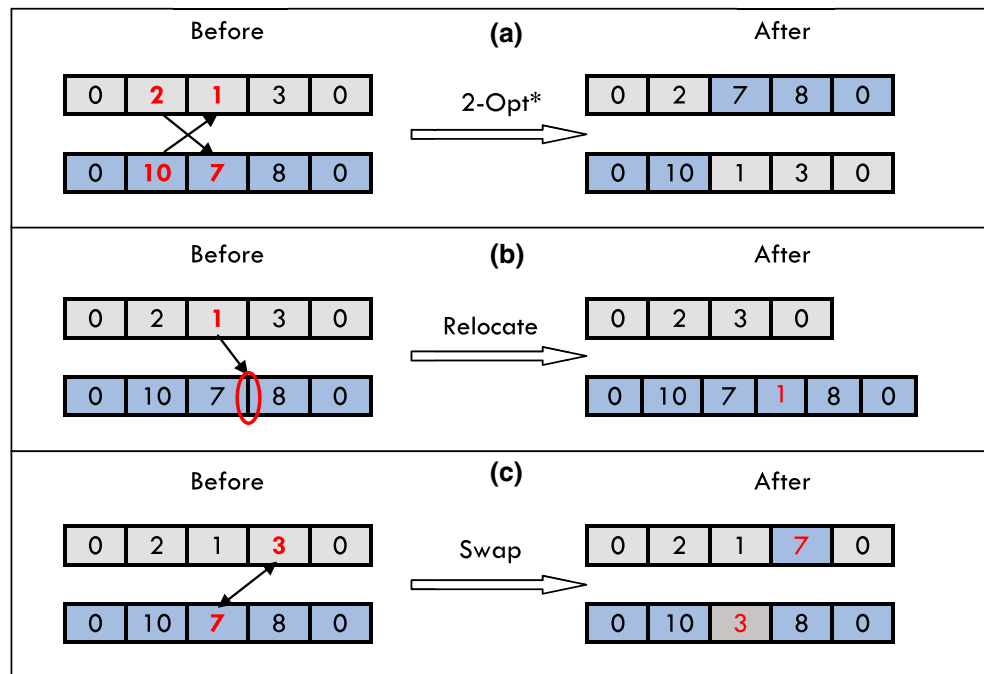 (a)
Before
After
0 2 1 3 0
2-Opt*
0 2 7 8 0
0 10 7 8 0
0 10 1 3 0
(b)
Before
After
0 2 1 3 0
Relocate
0 2 3 0
0 10 7 8 0
0 10 7 1 8 0
(c)
Before
After
0 2 1 3 0
Swap
0 2 1 7 0
0 10 7 8 0
0 10 3 8 0